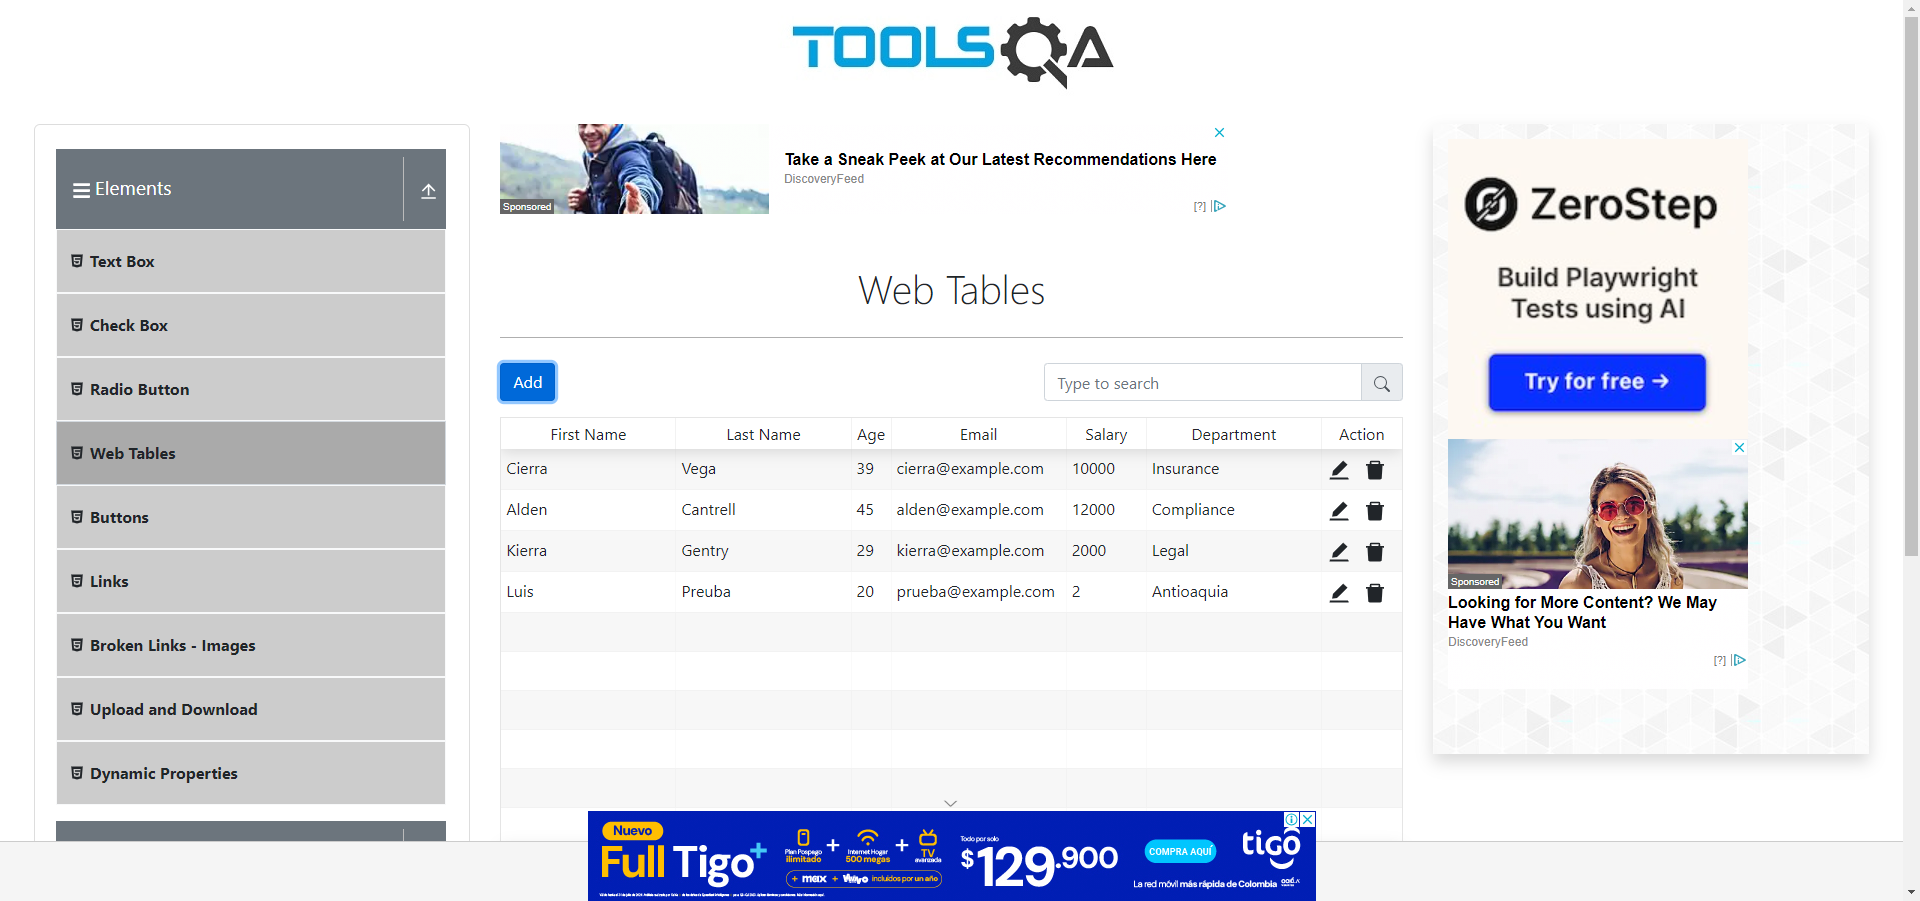 TOOLSQA
Elements
Text Box
Check Box
Radio Button
Web Tables
Buttons
Links
Broken Links - Images
Upload and Download
Dynamic Properties
Sponsored
Take a Sneak Peek at Our Latest Recommendations Here
DiscoveryFeed
[?]
Web Tables
Add
Type to search
First Name Last Name Age Email Salary Department Action
Cierra Vega 39 cierra@example.com 10000 Insurance
Alden Cantrell 45 alden@example.com 12000 Compliance
Kierra Gentry 29 kierra@example.com 2000 Legal
Luis Preuba 20 prueba@example.com 2 Antioaquia
ZeroStep
Build Playwright
Tests using AI
Try for free →
Sponsored
Looking for More Content? We May
Have What You Want
DiscoveryFeed
[?]
Nuevo
Full Tigo+
Plan Pospago
ilimitado
+
Internet Hogar
500 megas
+
TV
avanzada
+ max + Vivigo incluidos por un año
Todo por solo
$129.900
COMPRA AQUÍ
tigo
La red móvil más rápida de Colombia